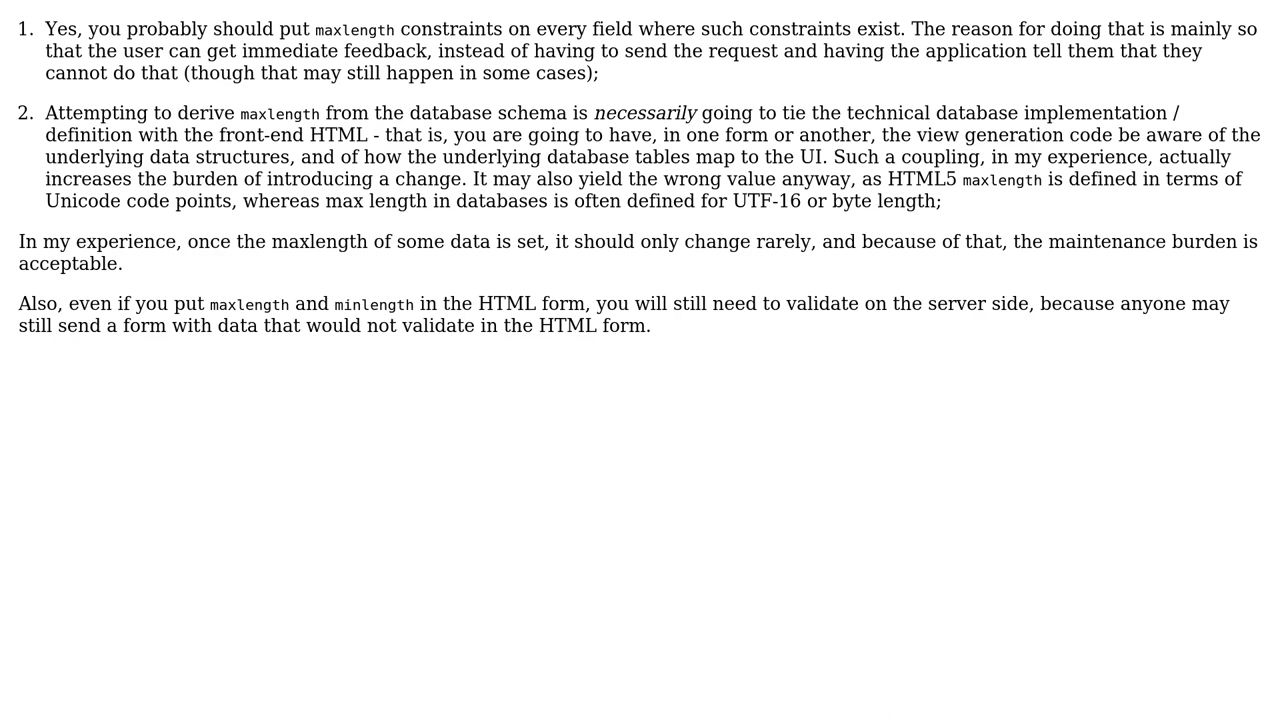 1. Yes, you probably should put maxlength constraints on every field where such constraints exist. The reason for doing that is mainly so
that the user can get immediate feedback, instead of having to send the request and having the application tell them that they
cannot do that (though that may still happen in some cases);
2. Attempting to derive maxlength from the database schema is necessarily going to tie the technical database implementation /
definition with the front-end HTML - that is, you are going to have, in one form or another, the view generation code be aware of the
underlying data structures, and of how the underlying database tables map to the UI. Such a coupling, in my experience, actually
increases the burden of introducing a change. It may also yield the wrong value anyway, as HTML5 maxlength is defined in terms of
Unicode code points, whereas max length in databases is often defined for UTF-16 or byte length;
In my experience, once the maxlength of some data is set, it should only change rarely, and because of that, the maintenance burden is
acceptable.
Also, even if you put maxlength and minlength in the HTML form, you will still need to validate on the server side, because anyone may
still send a form with data that would not validate in the HTML form.